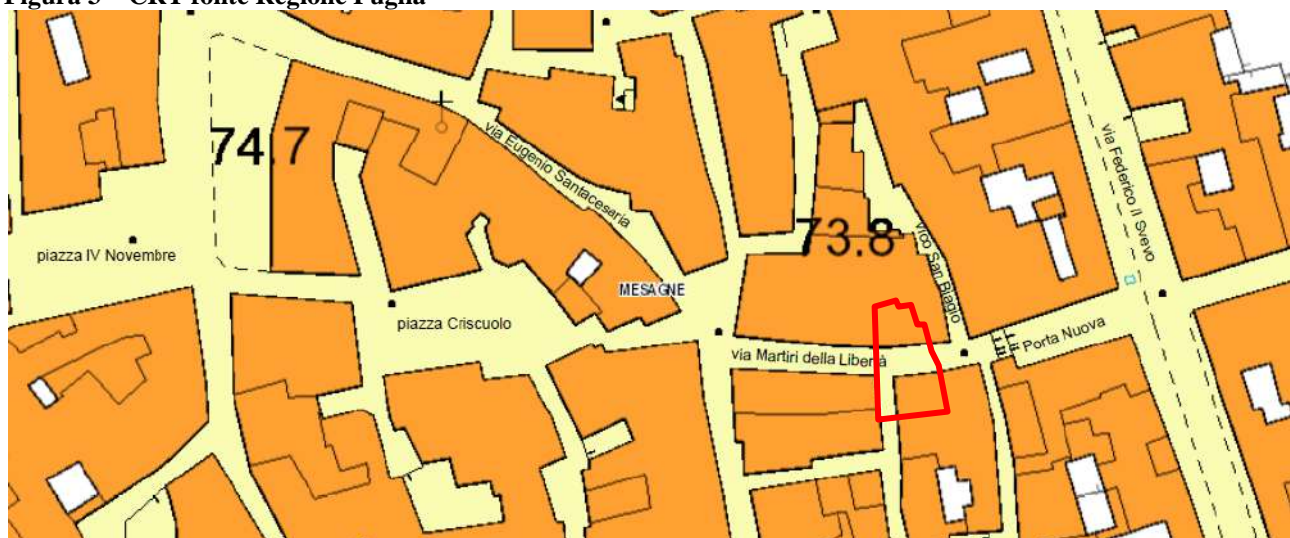 Figura 3 – CRT fonte Regione Puglia
74.7
via Eugenio Santacesaria
via Federico II Svevo
73.8
vico San Biagio
piazza IV Novembre
MESAGNE
piazza Criscuolo
Porta Nuova
via Martiri della Libertà